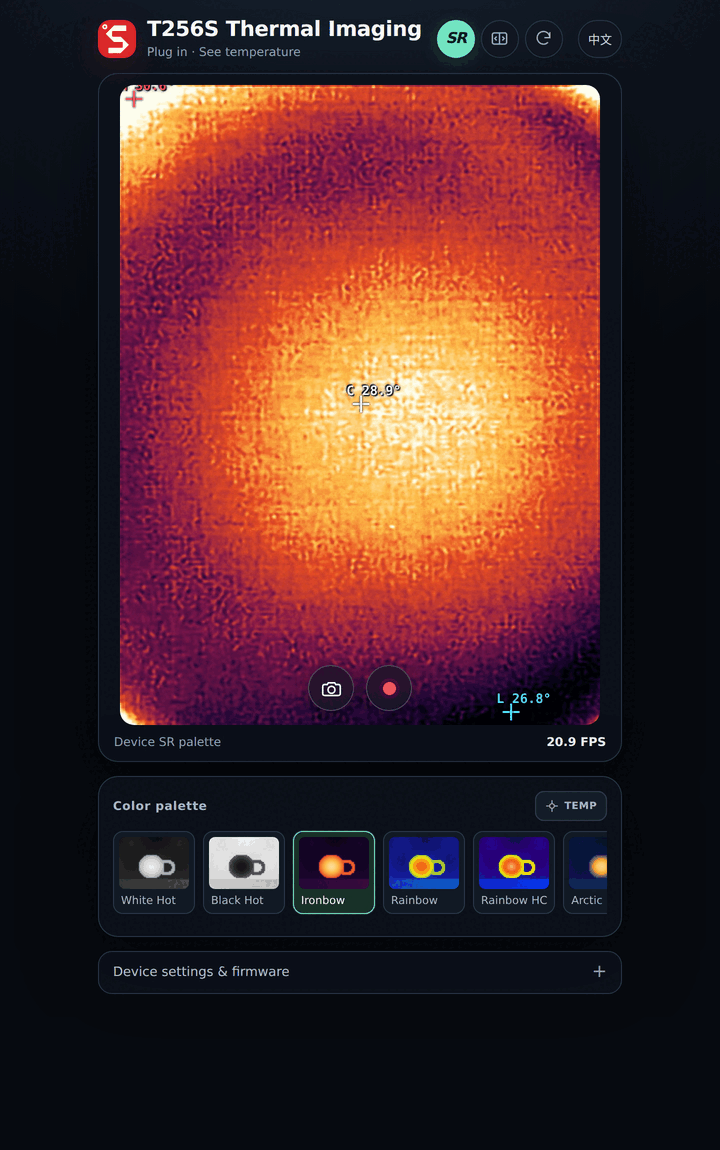 T256S Thermal Imaging
Plug in · See temperature
SR
中文
C 28.9°
L 26.8°
Device SR palette
20.9 FPS
Color palette
TEMP
White Hot
Black Hot
Ironbow
Rainbow
Rainbow HC
Arctic
Device settings & firmware